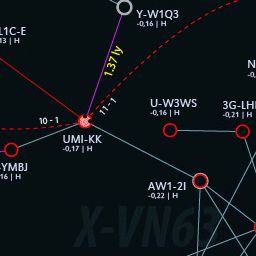 Y-W1Q3
-0,16 | H
L1C-E
,13 | H
1.37 ly
N
U-W3WS
-0,16 | H
3G-LH
-0,21 | H
11 - 1
10 - 1
UMI-KK
-0,17 | H
-YMBJ
,16 | H
AW1-2I
-0,22 | H
X-VN6